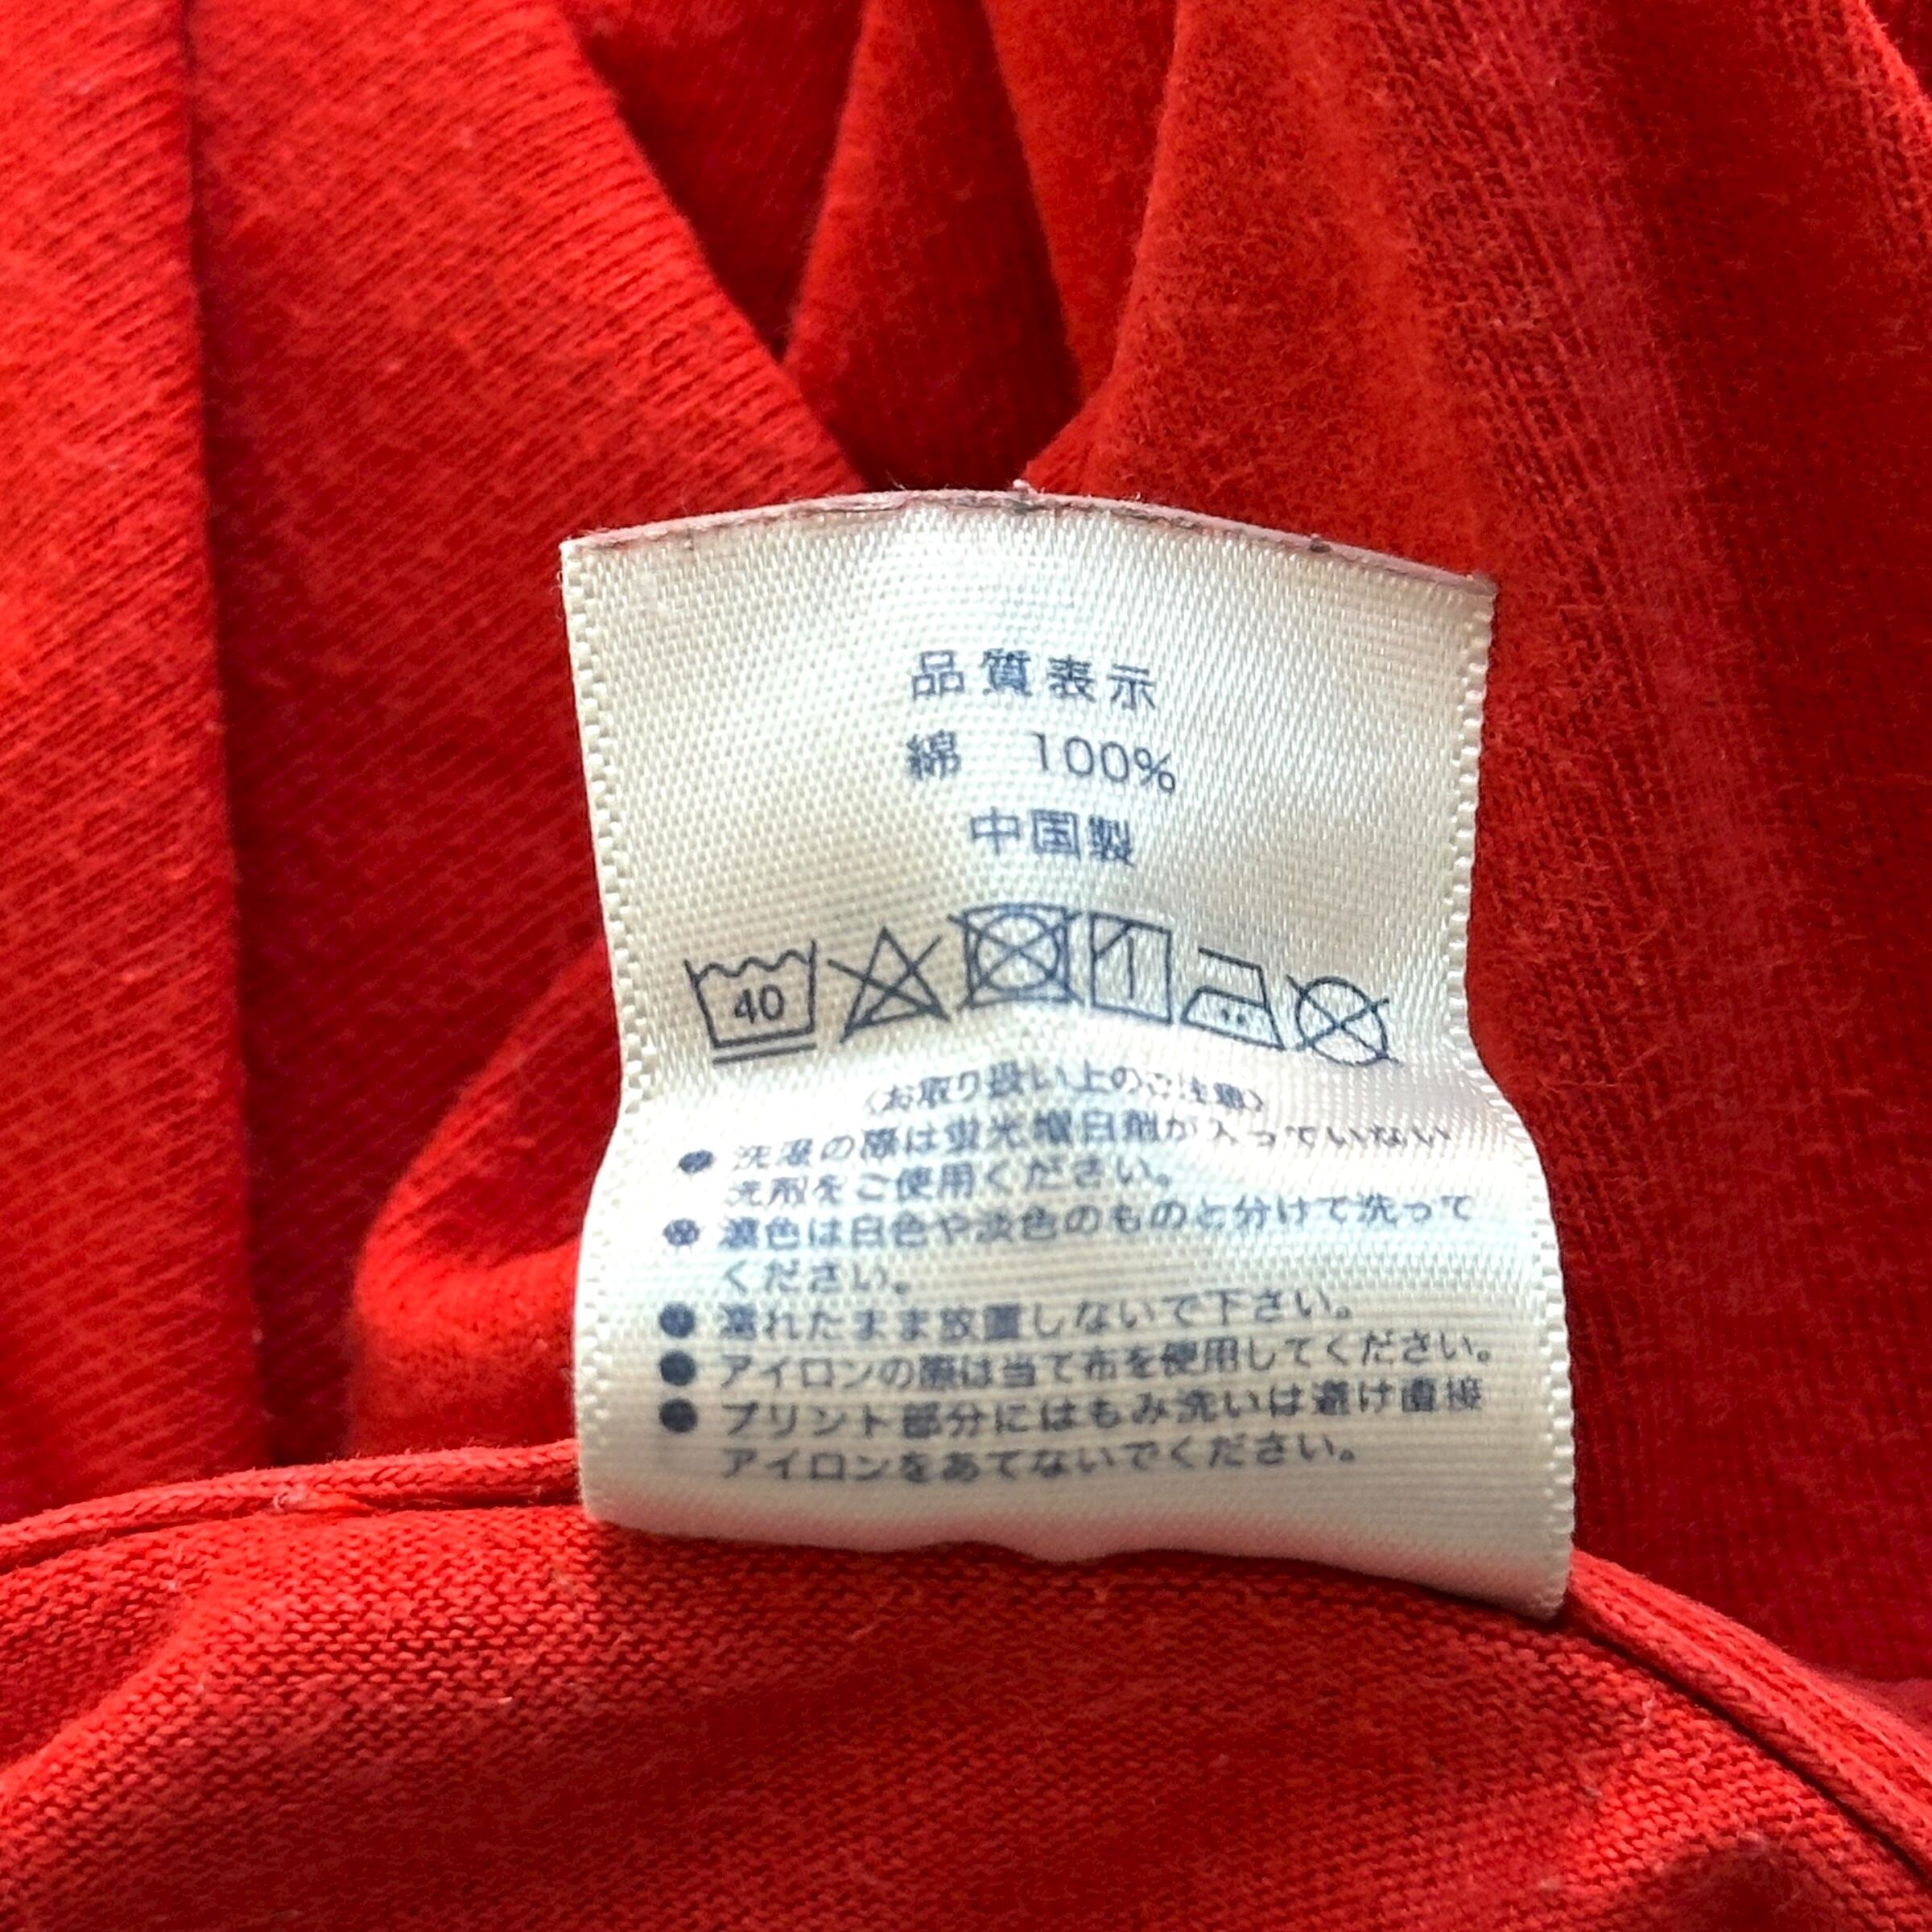 品質表示
綿 100%
中国製
40
〈お取り扱い上のご注意〉
● 洗濯の際は蛍光増白剤が入っていない
洗剤をご使用ください。
● 濃色は白色や淡色のものと分けて洗って
ください。
● 濡れたまま放置しないで下さい。
● アイロンの際は当て布を使用してください。
● プリント部分にはもみ洗いは避け直接
アイロンをあてないでください。